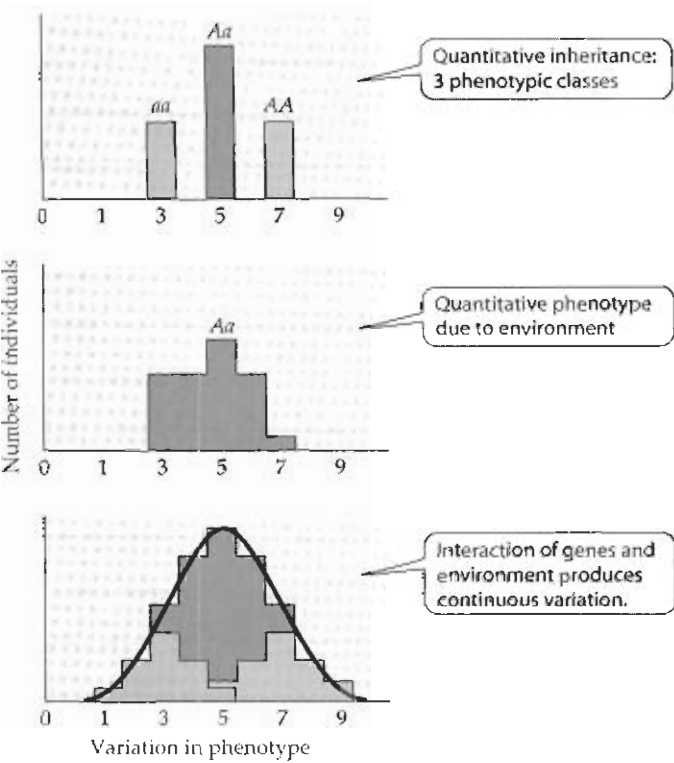 Aa
aa
AA
Quantitative inheritance:
3 phenotypic classes
0 1 3 5 7 9
Number of individuals
Aa
Quantitative phenotype
due to environment
0 1 3 5 7 9
Interaction of genes and
environment produces
continuous variation.
0 1 3 5 7 9
Variation in phenotype